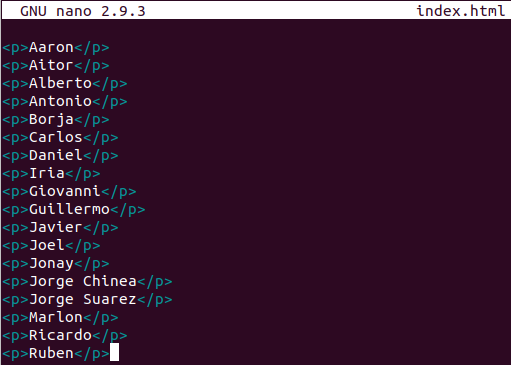 GNU nano 2.9.3 index.html
<p>Aaron</p>
<p>Aitor</p>
<p>Alberto</p>
<p>Antonio</p>
<p>Borja</p>
<p>Carlos</p>
<p>Daniel</p>
<p>Iria</p>
<p>Giovanni</p>
<p>Guillermo</p>
<p>Javier</p>
<p>Joel</p>
<p>Jonay</p>
<p>Jorge Chinea</p>
<p>Jorge Suarez</p>
<p>Marlon</p>
<p>Ricardo</p>
<p>Ruben</p>